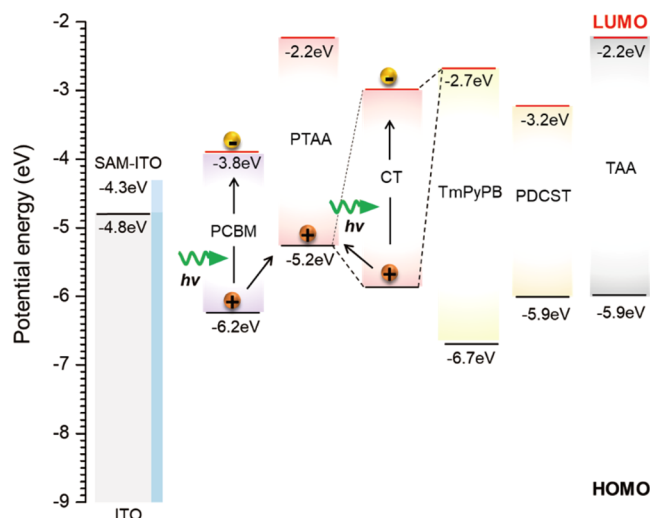 Potential energy (eV)
-2
-3
-4
-5
-6
-7
-8
-9
LUMO
-2.2eV
-2.2eV
-2.7eV
PTAA
-3.2eV
SAM-ITO
-3.8eV
CT
TAA
-4.3eV
TmPyPB
PDCST
-4.8eV
PCBM
hν
hν
-5.2eV
-6.2eV
-5.9eV
-5.9eV
-6.7eV
HOMO
ITO